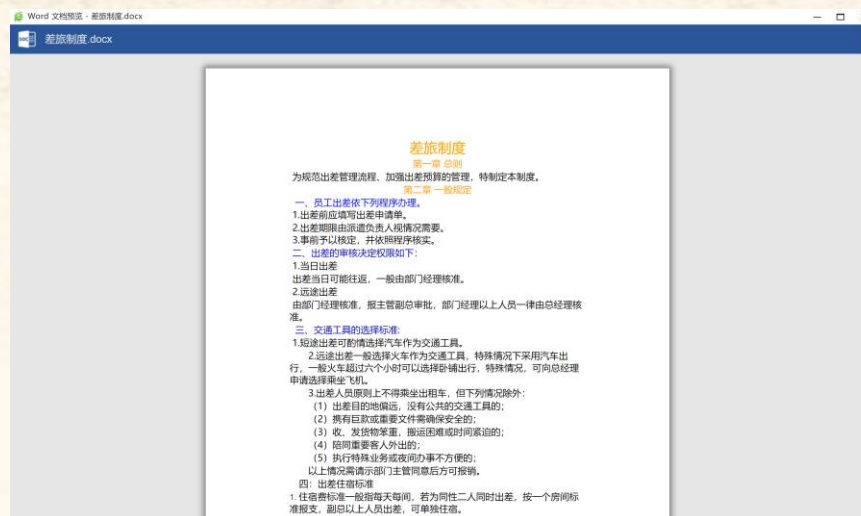 Word 文档预览 - 差旅制度.docx
差旅制度.docx
差旅制度
第一章 总则
为规范出差管理流程、加强出差预算的管理，特制定本制度。
第二章 一般规定
一、员工出差依下列程序办理。
1.出差前应填写出差申请单。
2.出差期限由派遣负责人视情况需要。
3.事前予以核定，并依照程序核实。
二、出差的审核决定权限如下：
1.当日出差
出差当日可能往返，一般由部门经理核准。
2.远途出差
由部门经理核准，报主管副总审批，部门经理以上人员一律由总经理核
准。
三、交通工具的选择标准:
1.短途出差可酌情选择汽车作为交通工具。
2.远途出差一般选择火车作为交通工具，特殊情况下采用汽车出
行，一般火车超过六个小时可以选择卧铺出行，特殊情况，可向总经理
申请选择乘坐飞机。
3.出差人员原则上不得乘坐出租车，但下列情况除外：
（1）出差目的地偏远，没有公共的交通工具的；
（2）携有巨款或重要文件需确保安全的；
（3）收、发货物笨重，搬运困难或时间紧迫的；
（4）陪同重要客人外出的；
（5）执行特殊业务或夜间办事不方便的；
以上情况需请示部门主管同意后方可报销。
四：出差住宿标准
1. 住宿费标准一般指每天每间，若为同性二人同时出差，按一个房间标
准报支，副总以上人员出差，可单独住宿。